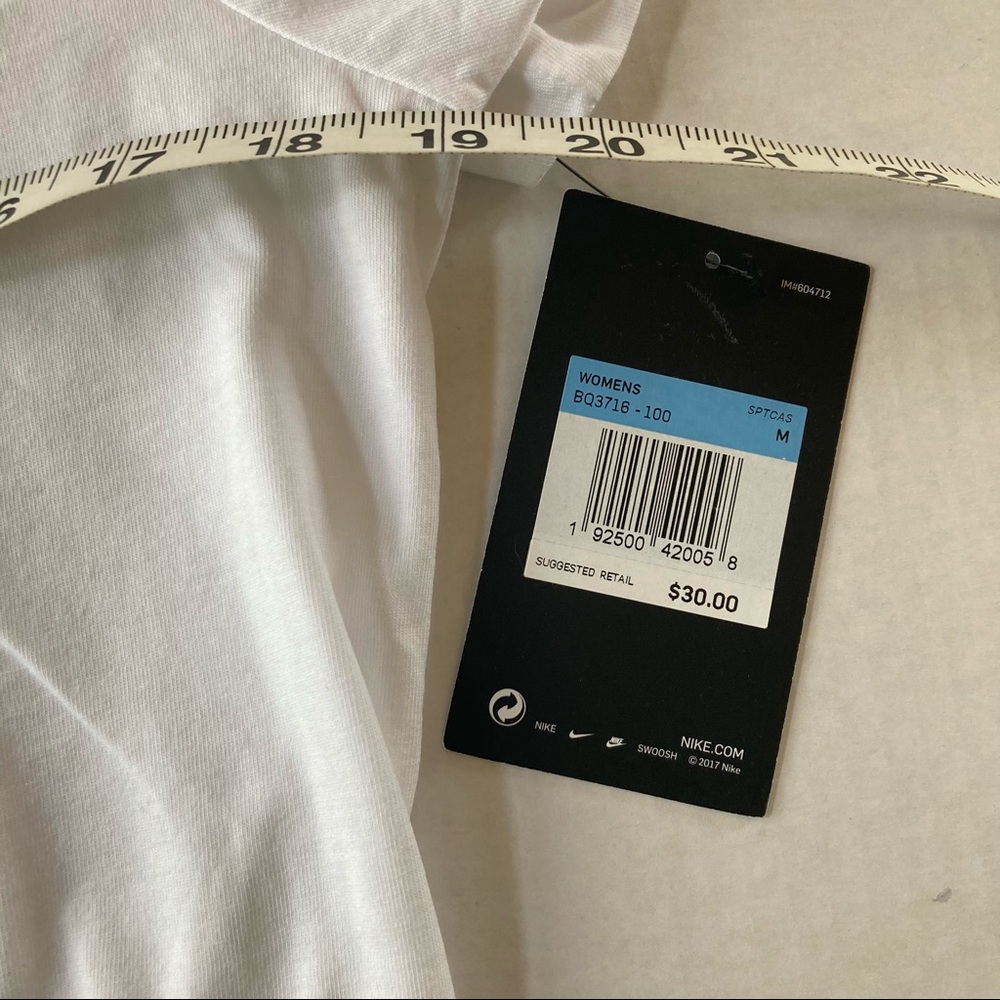 6 17 18 19 20 21 22
IM#604712
WOMENS
BQ3716 - 100
SPTCAS
M
1 92500 42005 8
SUGGESTED RETAIL $30.00
NIKE SWOOSH
NIKE.COM
© 2017 Nike